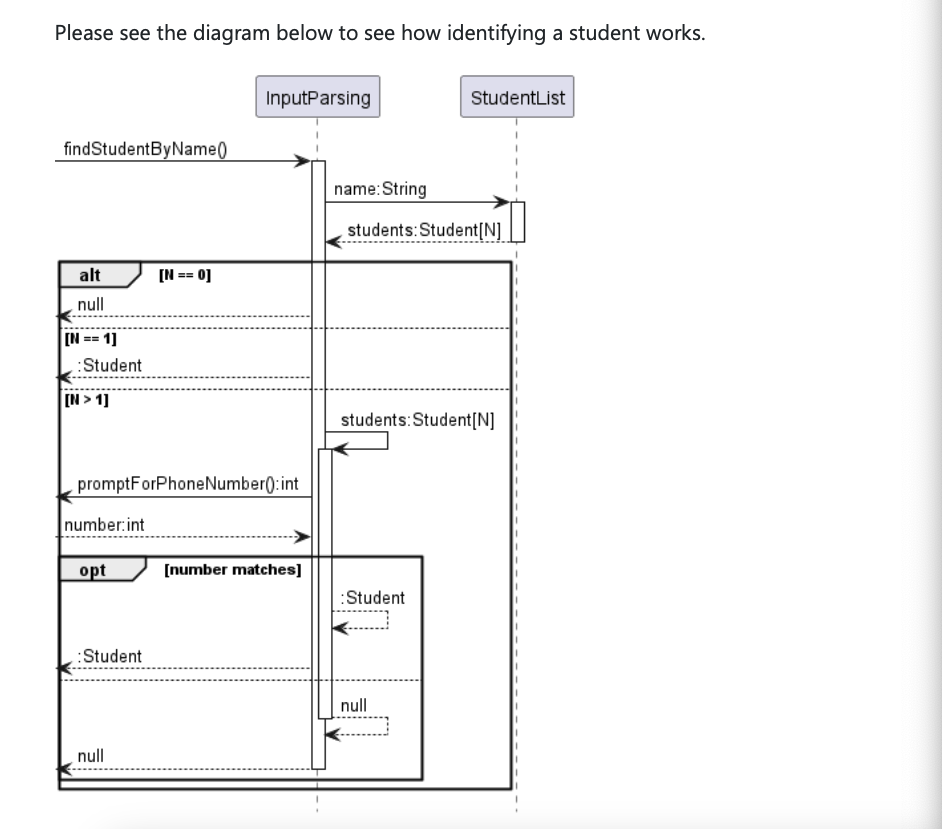 Please see the diagram below to see how identifying a student works.
InputParsing
StudentList
findStudentByName()
name:String
students:Student[N]
alt
[N == 0]
null
[N == 1]
:Student
[N > 1]
students:Student[N]
promptForPhoneNumber():int
number:int
opt
[number matches]
:Student
:Student
null
null